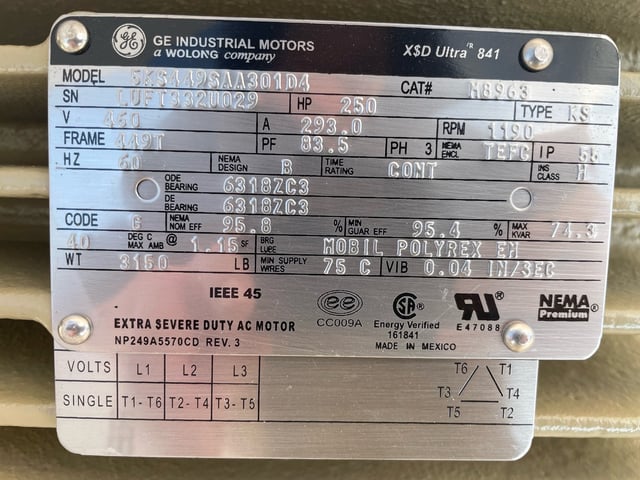 GE INDUSTRIAL MOTORS
a WOLONG company
X$D Ultra® 841
MODEL 5KS449SAA301D4 CAT# M8963
SN LUFT332U029 HP 250 TYPE KS
V 460 A 293.0 RPM 1190
FRAME 449T PF 83.5 PH 3 NEMA ENCL TEFC IP 55
HZ 60 NEMA DESIGN B TIME RATING CONT INS CLASS H
ODE BEARING 6318ZC3
DE BEARING 6318ZC3
CODE G NEMA NOM EFF 95.8 % MIN GUAR EFF 95.4 % MAX KVAR 74.3
40 DEG C MAX AMB @ 1.15 SF BRG LUBE MOBIL POLYREX EM
WT 3150 LB MIN SUPPLY WIRES 75 C VIB 0.04 IN/SEC
IEEE 45
ee
CC009A
SA
Energy Verified
161841
E47088
NEMA
Premium
EXTRA SEVERE DUTY AC MOTOR
MADE IN MEXICO
NP249A5570CD REV. 3
VOLTS L1 L2 L3
SINGLE T1-T6 T2-T4 T3-T5
T6 T1
T3 T4
T5 T2